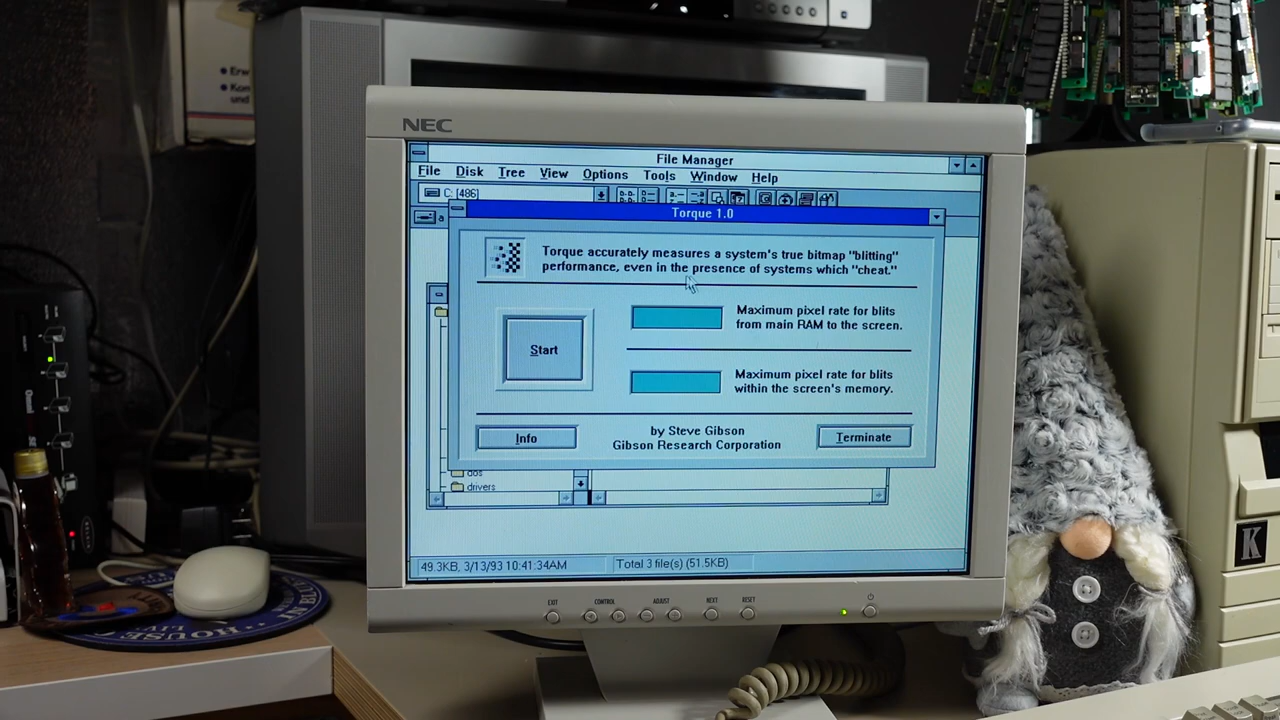 Erw
Kon
und
NEC
File Manager
File Disk Tree View Options Tools Window Help
C: [486]
a
Torque 1.0
Torque accurately measures a system's true bitmap "blitting"
performance, even in the presence of systems which "cheat."
Start
Maximum pixel rate for blits
from main RAM to the screen.
Maximum pixel rate for blits
within the screen's memory.
Info
by Steve Gibson
Gibson Research Corporation
Terminate
dos
drivers
49.3KB, 3/13/93 10:41:34AM
Total 3 file(s) (51.5KB)
EXIT CONTROL ADJUST NEXT RESET
HOUSE
K